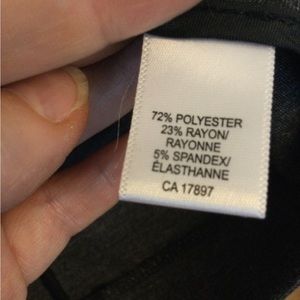 72% POLYESTER
23% RAYON/
RAYONNE
5% SPANDEX/
ÉLASTHANNE
CA 17897